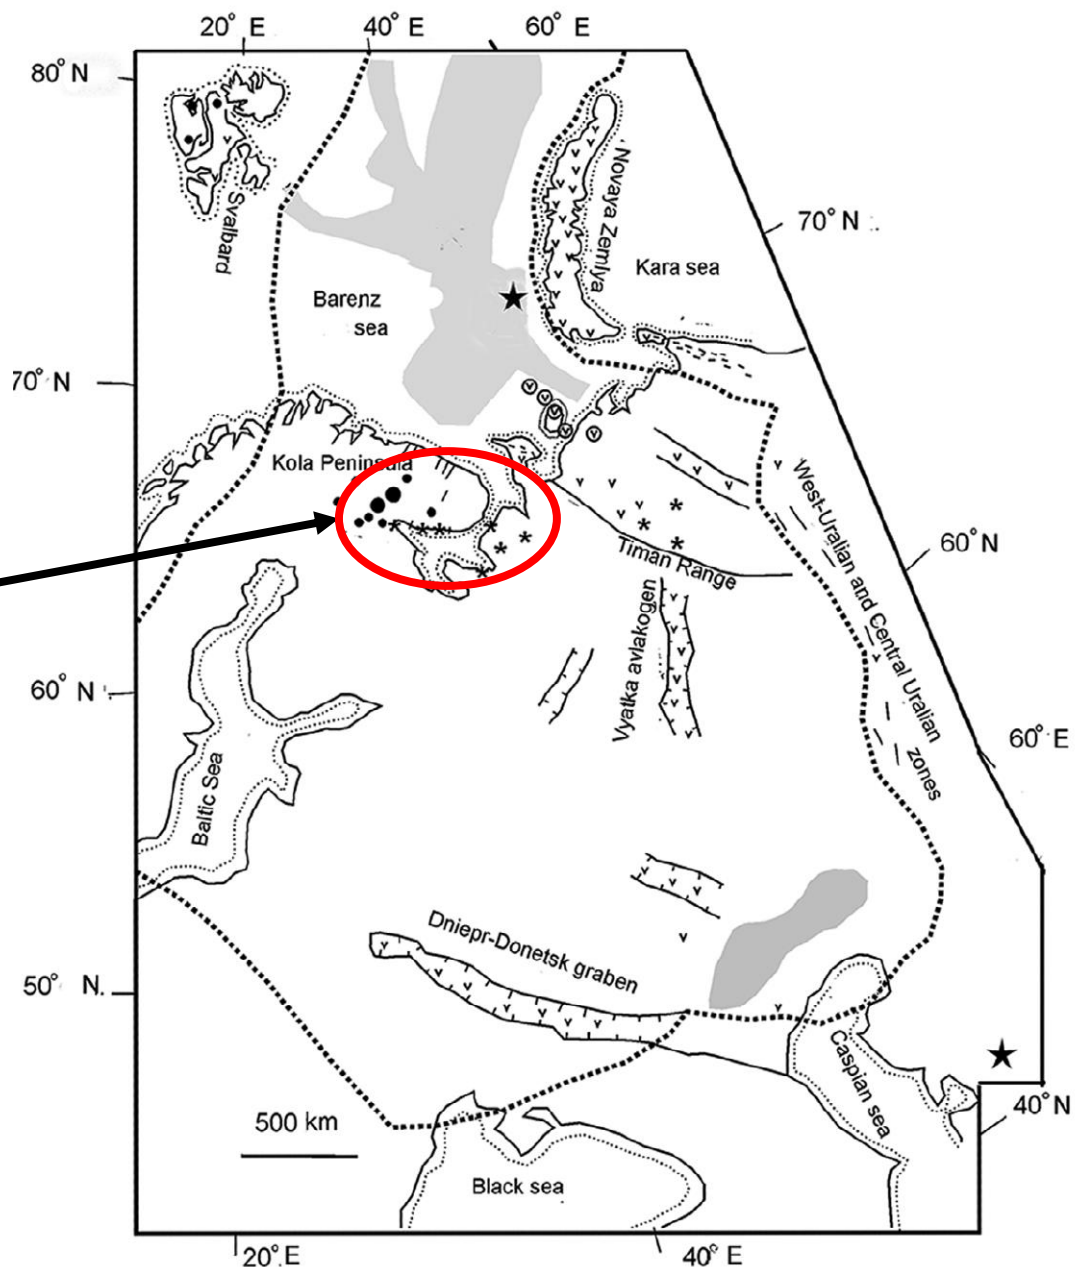 20° E
40° E
60° E
80° N
Svalbard
Novaya Zemlya
70° N
Kara sea
Barenz
sea
70° N
Kola Peninsula
West-Uralian and Central Uralian
zones
60° N
Timan Range
Vyatka avlakogen
60° N
60° E
Baltic Sea
Dniepr-Donetsk graben
50° N.
Caspian sea
40°N
500 km
Black sea
20° E
40° E